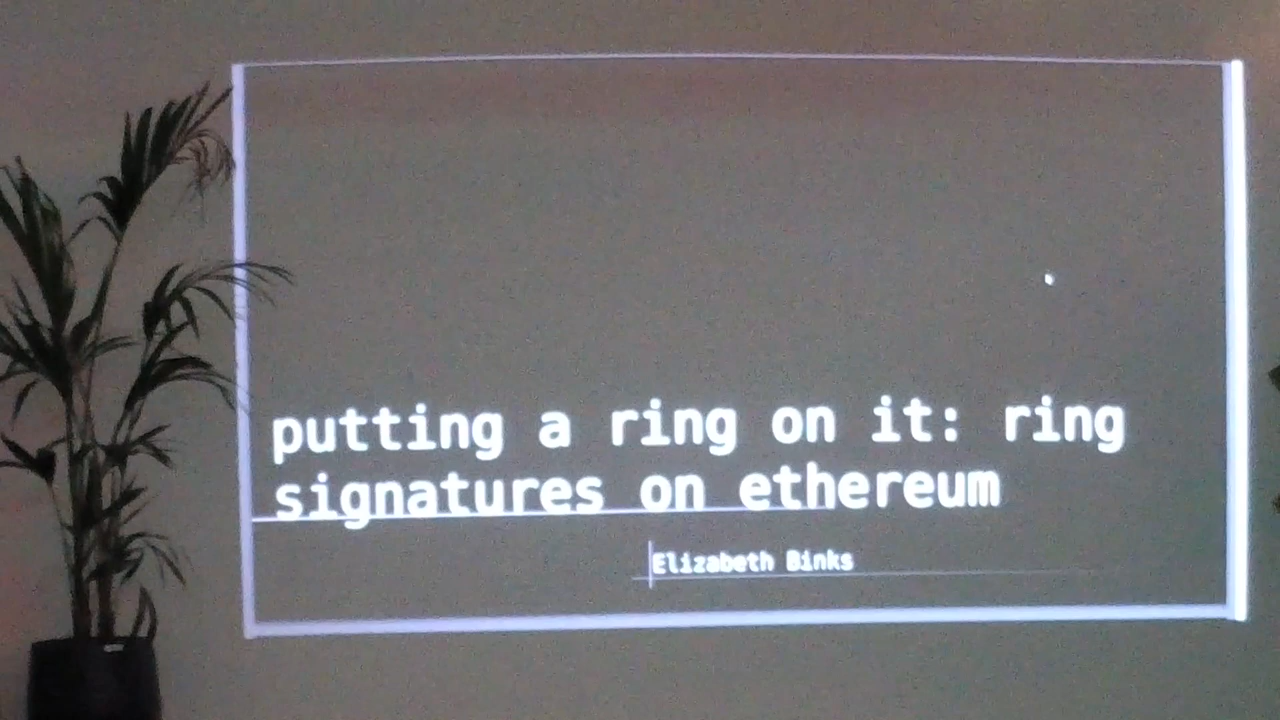 putting a ring on it: ring
signatures on ethereum
Elizabeth Binks